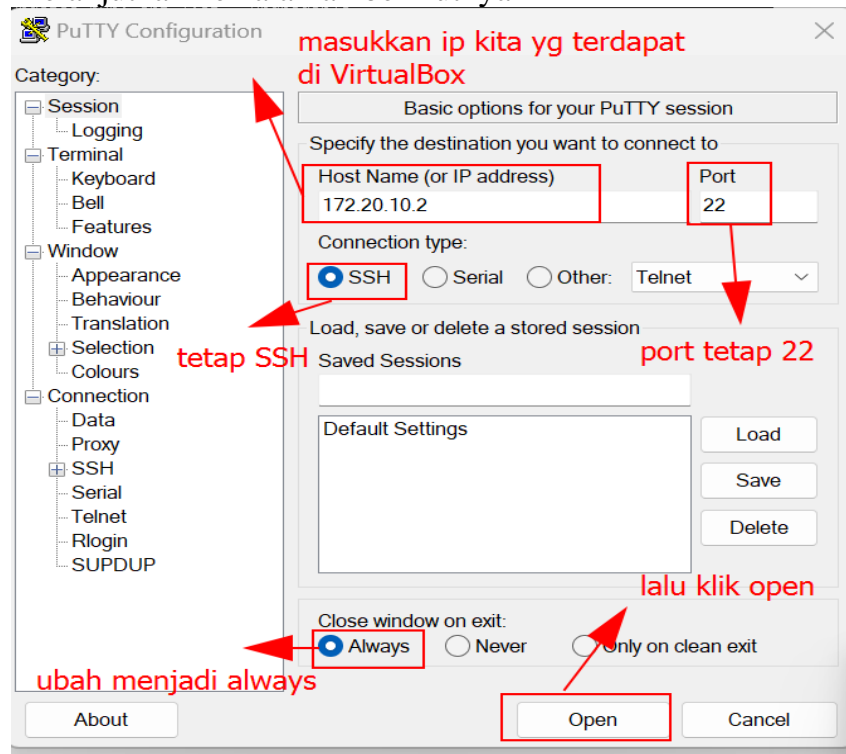 PuTTY Configuration
masukkan ip kita yg terdapat
di VirtualBox
Category:
Session
Logging
Terminal
Keyboard
Bell
Features
Window
Appearance
Behaviour
Translation
Selection
Colours
Connection
Data
Proxy
SSH
Serial
Telnet
Rlogin
SUPDUP
Basic options for your PuTTY session
Specify the destination you want to connect to
Host Name (or IP address) Port
172.20.10.2 22
Connection type:
SSH Serial Other: Telnet
tetap SSH
port tetap 22
Load, save or delete a stored session
Saved Sessions
Default Settings
Load
Save
Delete
lalu klik open
Close window on exit:
Always Never Only on clean exit
ubah menjadi always
About Open Cancel